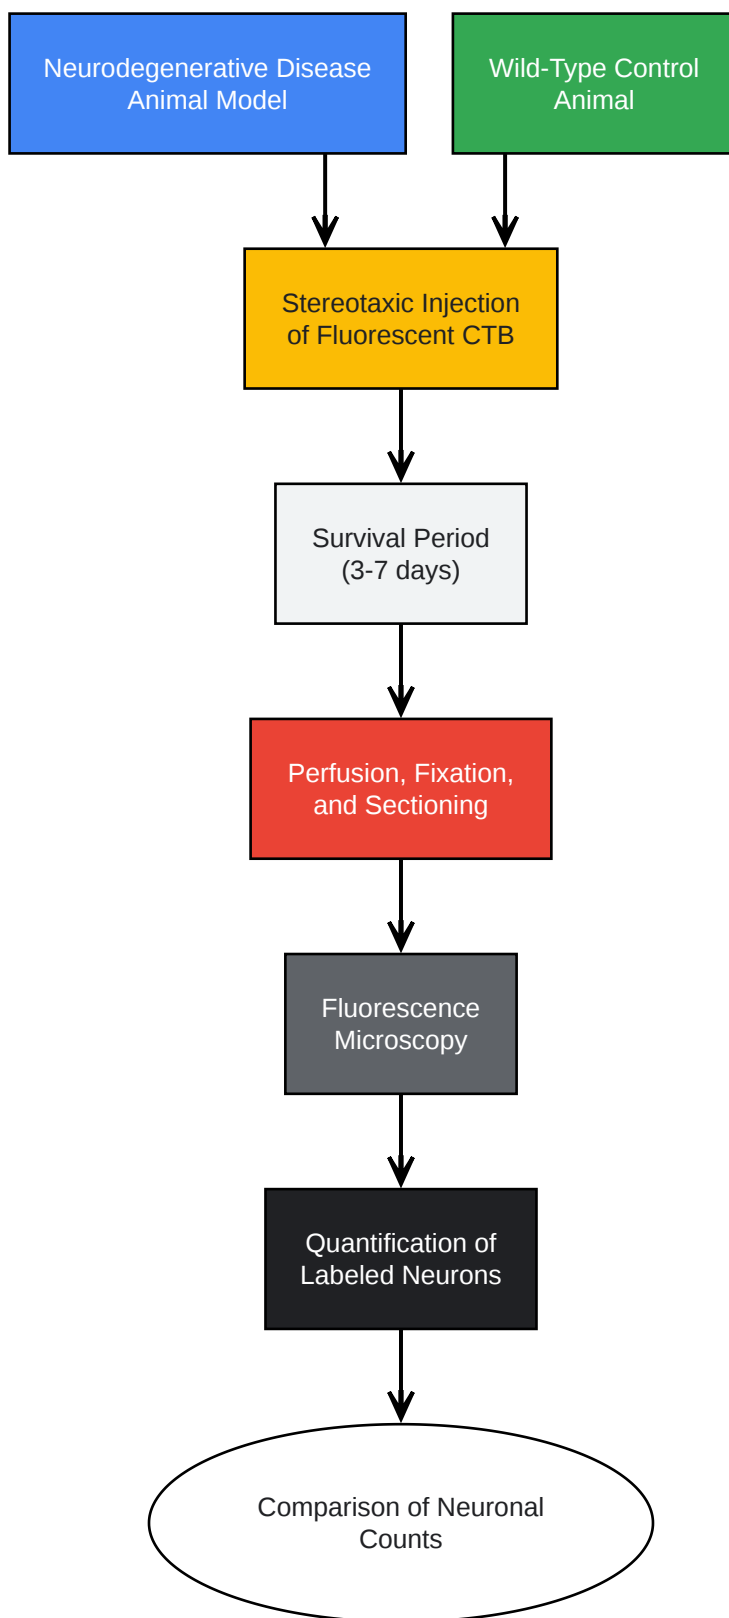 Neurodegenerative Disease
Animal Model
Wild-Type Control
Animal
Stereotaxic Injection
of Fluorescent CTB
Survival Period
(3-7 days)
Perfusion, Fixation,
and Sectioning
Fluorescence
Microscopy
Quantification of
Labeled Neurons
Comparison of Neuronal
Counts